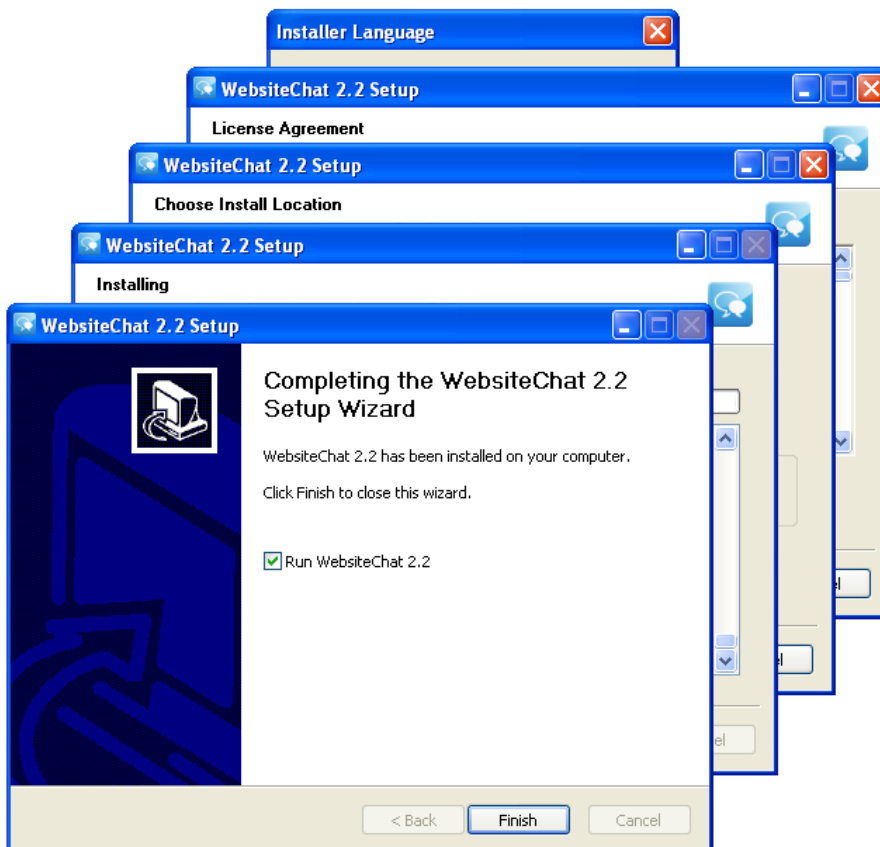 Installer Language
WebsiteChat 2.2 Setup
License Agreement
WebsiteChat 2.2 Setup
Choose Install Location
WebsiteChat 2.2 Setup
Installing
WebsiteChat 2.2 Setup
Completing the WebsiteChat 2.2
Setup Wizard
WebsiteChat 2.2 has been installed on your computer.
Click Finish to close this wizard.
Run WebsiteChat 2.2
< Back
Finish
Cancel